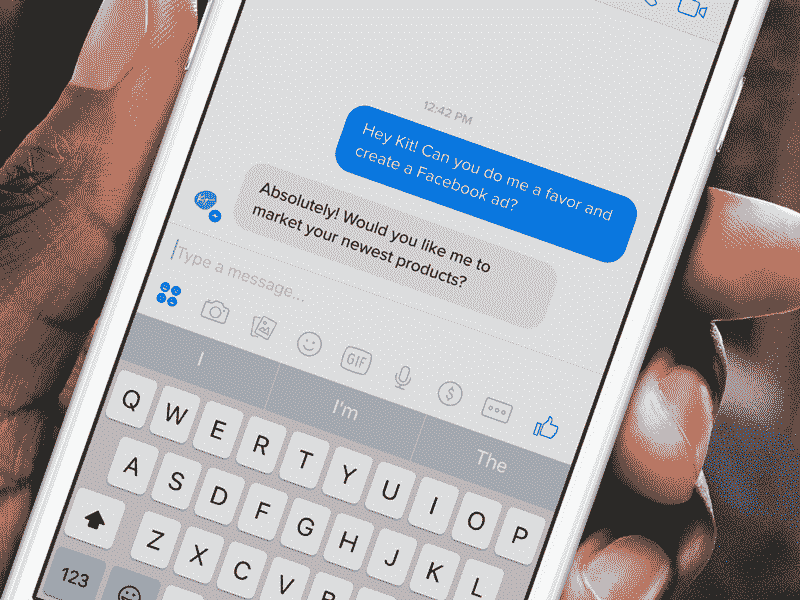 12:42 PM
Hey Kit! Can you do me a favor and
create a Facebook ad?
Absolutely! Would you like me to
market your newest products?
Type a message...
GIF
I
I'm
The
Q W E R T Y U I O P
A S D F G H J K L
Z X C V
123